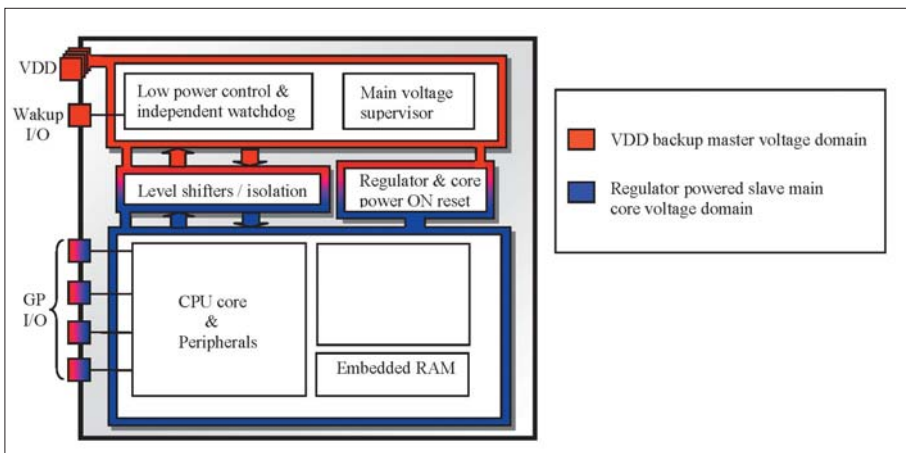 VDD
Wakup
I/O
Low power control &
independent watchdog
Main voltage
supervisor
Level shifters / isolation
Regulator & core
power ON reset
GP
I/O
CPU core
&
Peripherals
Embedded RAM
VDD backup master voltage domain
Regulator powered slave main
core voltage domain